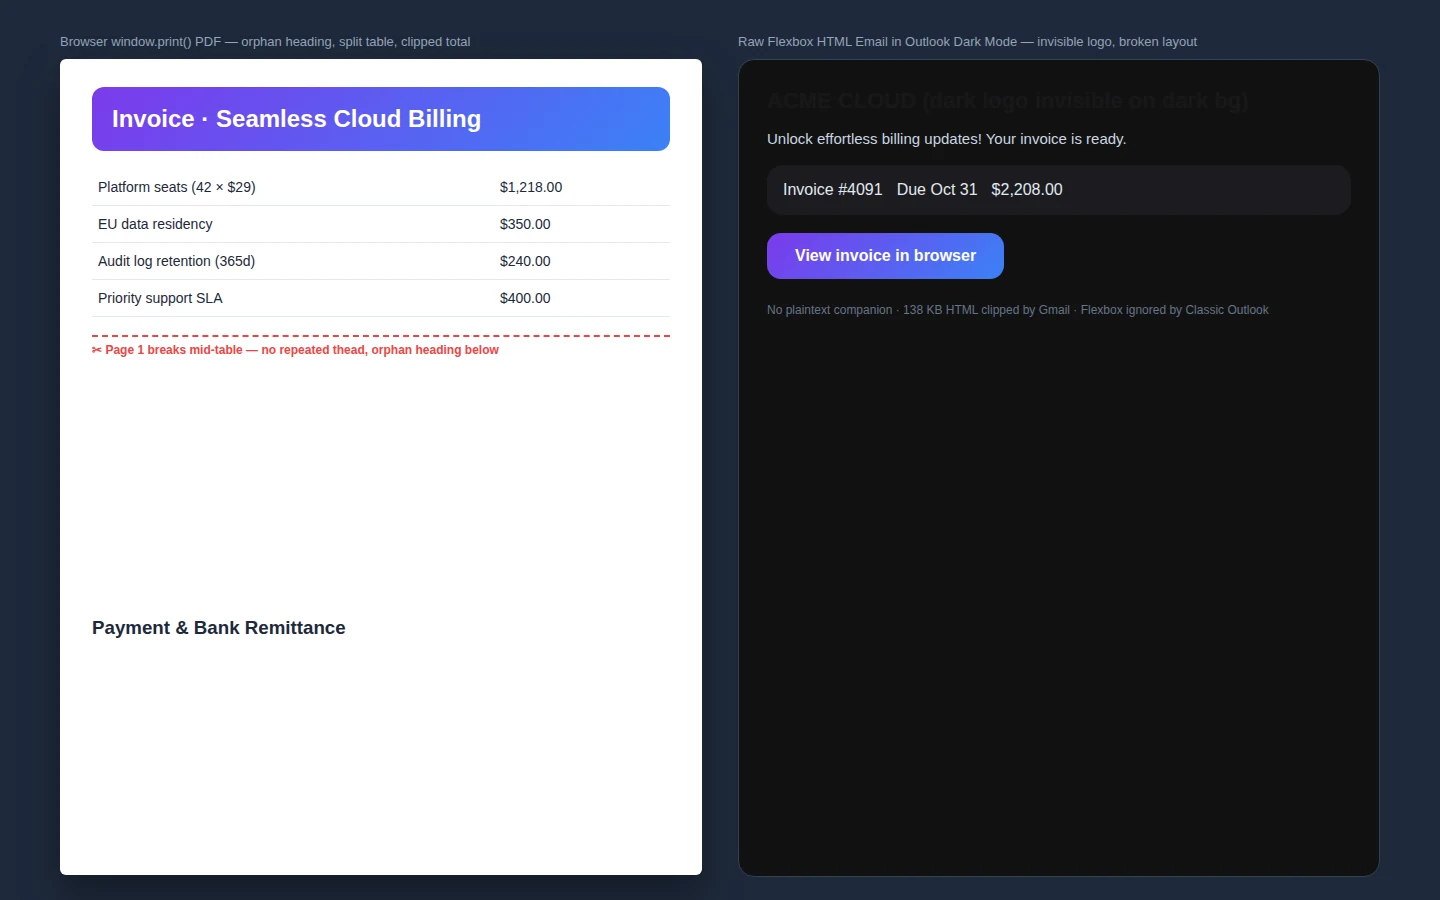 Browser window.print() PDF — orphan heading, split table, clipped total
Invoice · Seamless Cloud Billing
Platform seats (42 × $29) $1,218.00
EU data residency $350.00
Audit log retention (365d) $240.00
Priority support SLA $400.00
✂ Page 1 breaks mid-table — no repeated thead, orphan heading below
Payment & Bank Remittance
Raw Flexbox HTML Email in Outlook Dark Mode — invisible logo, broken layout
ACME CLOUD (dark logo invisible on dark bg)
Unlock effortless billing updates! Your invoice is ready.
Invoice #4091 Due Oct 31 $2,208.00
View invoice in browser
No plaintext companion · 138 KB HTML clipped by Gmail · Flexbox ignored by Classic Outlook